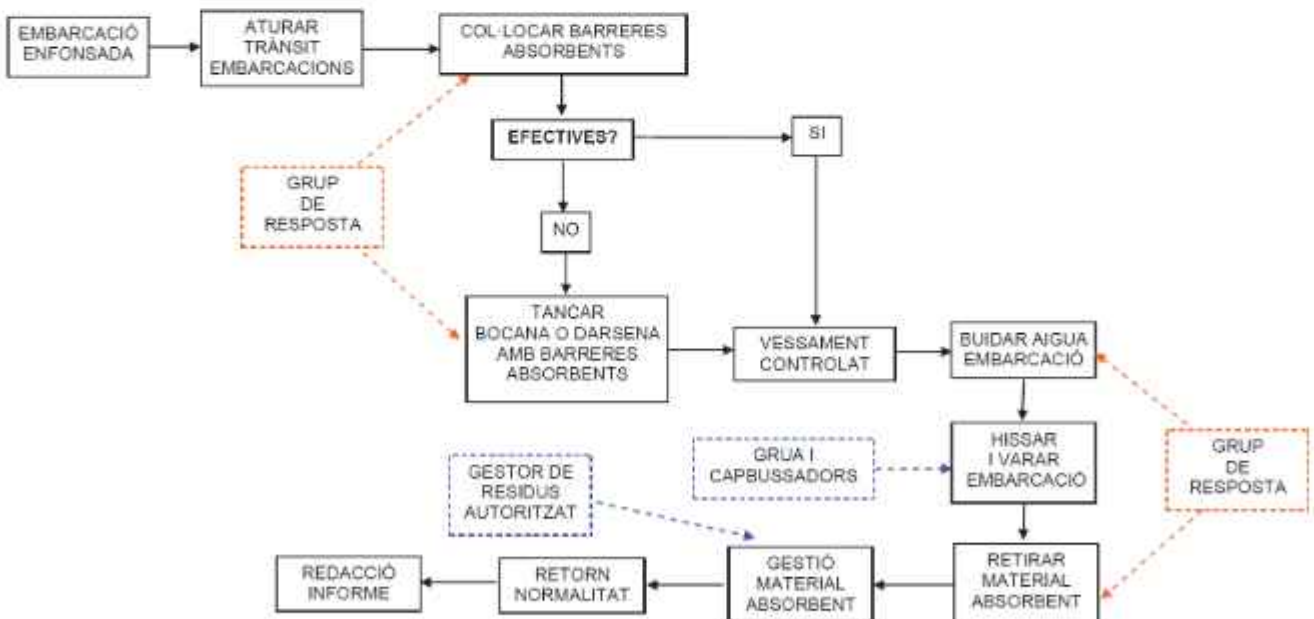 EMBARCACIÓ
ENFONSADA
ATURAR
TRÀNSIT
EMBARCACIONS
COL·LOCAR BARRERES
ABSORBENTS
EFECTIVES?
SI
GRUP
DE
RESPOSTA
NO
TANCAR
BOCANA O DARSENA
AMB BARRERES
ABSORBENTS
VESSAMENT
CONTROLAT
BUIDAR AIGUA
EMBARCACIÓ
HISSAR
I VARAR
EMBARCACIÓ
GRUP
DE
RESPOSTA
GRUA I
CAPBUSSADORS
GESTOR DE
RESIDUS
AUTORITZAT
RETIRAR
MATERIAL
ABSORBENT
GESTIÓ
MATERIAL
ABSORBENT
RETORN
NORMALITAT
REDACCIÓ
INFORME